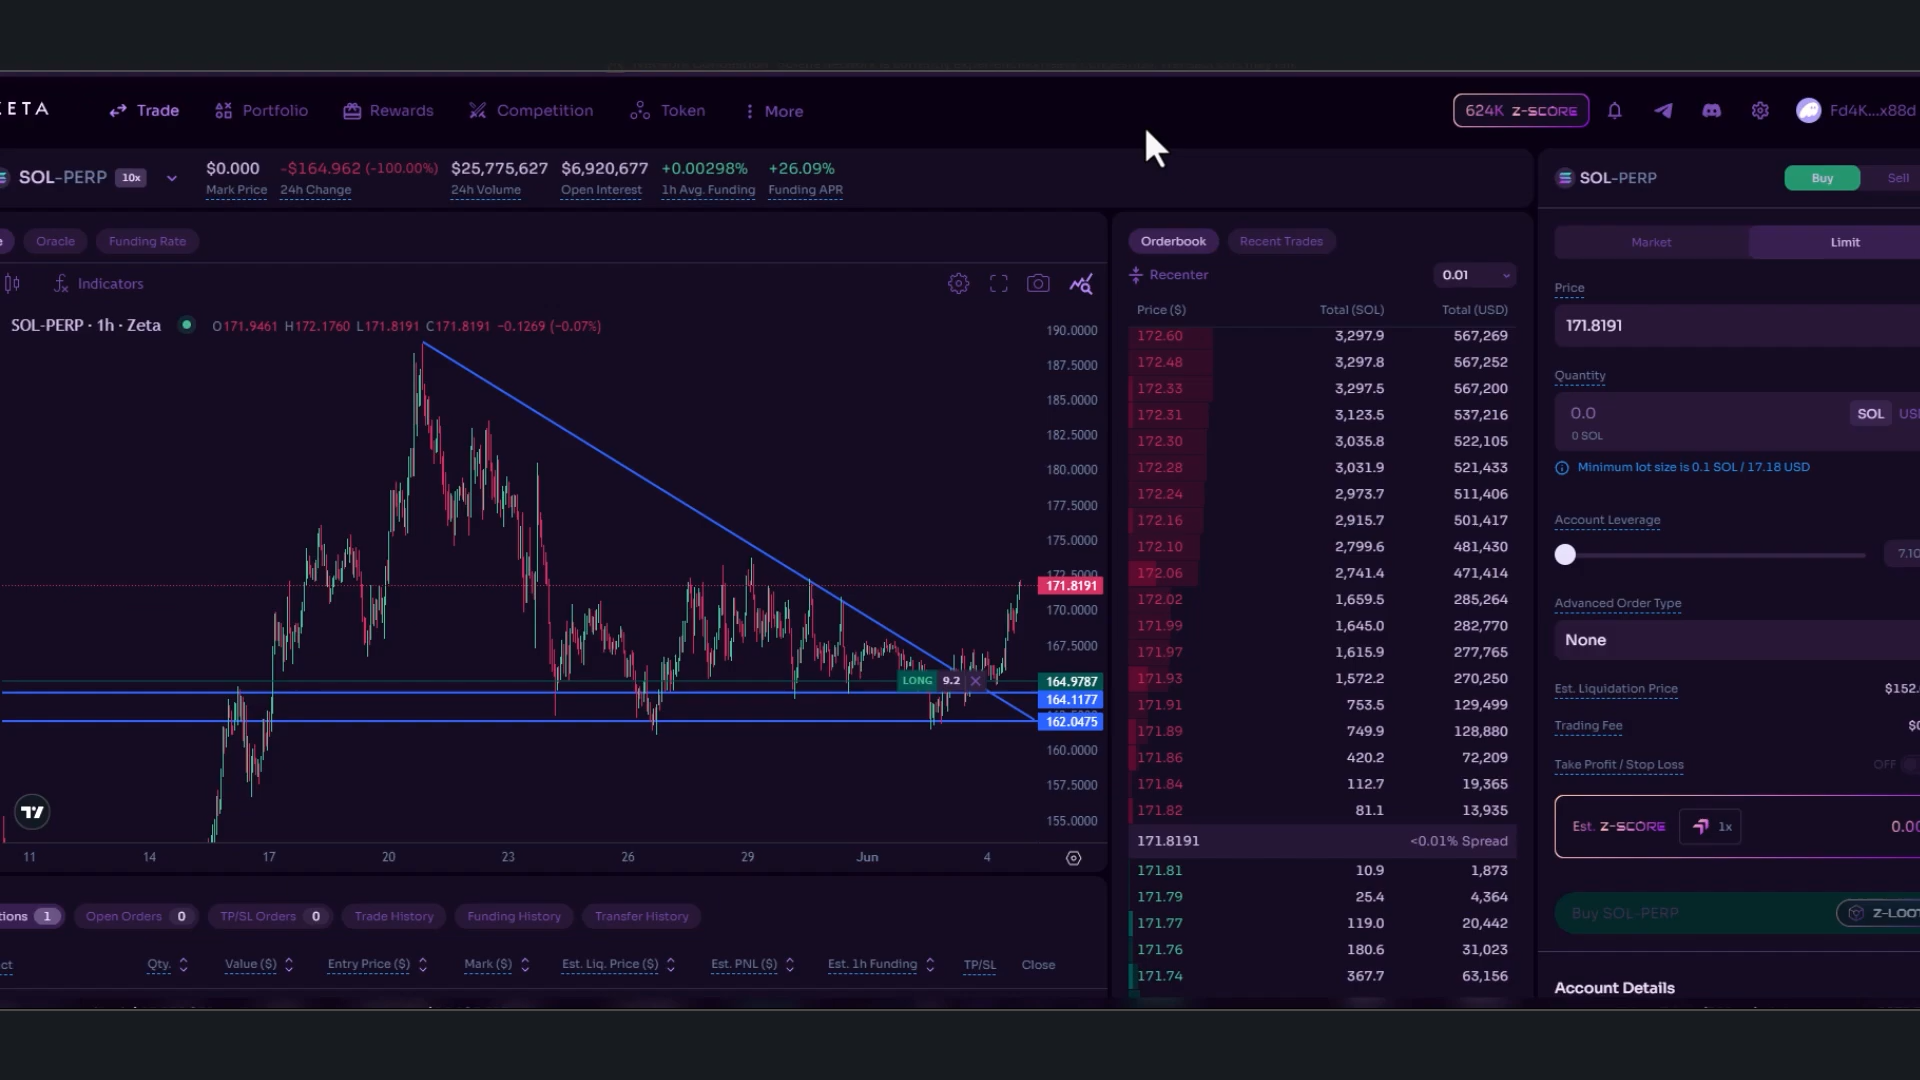 ZETA Trade Portfolio Rewards Competition Token More 624K Z-SCORE Fd4K...x88d
SOL-PERP 10x $0.000 -$164.962 (-100.00%) $25,775,627 $6,920,677 +0.00298% +26.09%
Mark Price 24h Change 24h Volume Open Interest 1h Avg. Funding Funding APR
Oracle Funding Rate
Indicators
SOL-PERP · 1h · Zeta O171.9461 H172.1760 L171.8191 C171.8191 -0.1269 (-0.07%)
190.0000
187.5000
185.0000
182.5000
180.0000
177.5000
175.0000
172.5000
171.8191
170.0000
167.5000
LONG 9.2 164.9787
164.1177
162.0475
160.0000
157.5000
155.0000
11 14 17 20 23 26 29 Jun 4
Orderbook Recent Trades
Recenter 0.01
Price ($) Total (SOL) Total (USD)
172.60 3,297.9 567,269
172.48 3,297.8 567,252
172.33 3,297.5 567,200
172.31 3,123.5 537,216
172.30 3,035.8 522,105
172.28 3,031.9 521,433
172.24 2,973.7 511,406
172.16 2,915.7 501,417
172.10 2,799.6 481,430
172.06 2,741.4 471,414
172.02 1,659.5 285,264
171.99 1,645.0 282,770
171.97 1,615.9 277,765
171.93 1,572.2 270,250
171.91 753.5 129,499
171.89 749.9 128,880
171.86 420.2 72,209
171.84 112.7 19,365
171.82 81.1 13,935
171.8191 <0.01% Spread
171.81 10.9 1,873
171.79 25.4 4,364
171.77 119.0 20,442
171.76 180.6 31,023
171.74 367.7 63,156
SOL-PERP Buy Sell
Market Limit
Price
171.8191
Quantity
0.0 SOL
0 SOL
Minimum lot size is 0.1 SOL / 17.18 USD
Account Leverage
7.10
Advanced Order Type
None
Est. Liquidation Price $152.
Trading Fee
Take Profit / Stop Loss OFF
Est. Z-SCORE 1x 0.00
Buy SOL-PERP
Account Details
1 Open Orders 0 TP/SL Orders 0 Trade History Funding History Transfer History
Qty. Value ($) Entry Price ($) Mark ($) Est. Liq. Price ($) Est. PNL ($) Est. 1h Funding TP/SL Close